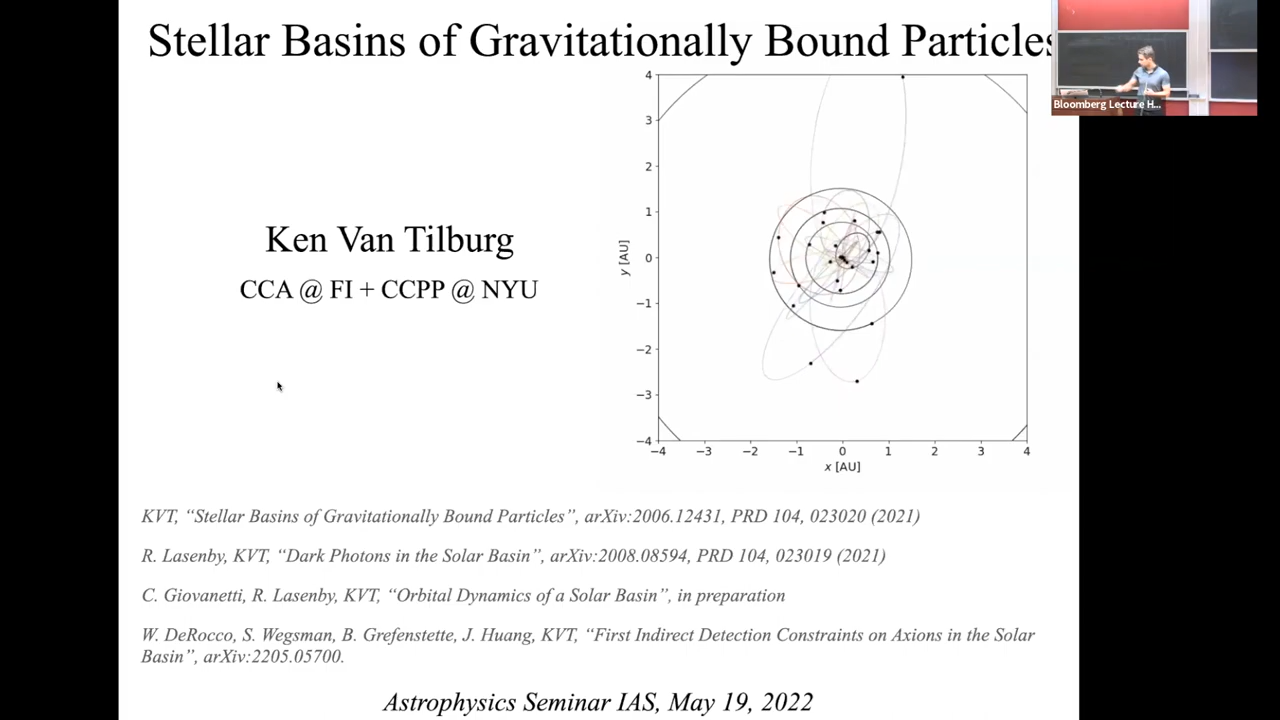 Stellar Basins of Gravitationally Bound Particles
Bloomberg Lecture H...
Ken Van Tilburg
CCA @ FI + CCPP @ NYU
4
3
2
1
0
−1
−2
−3
−4
y [AU]
−4 −3 −2 −1 0 1 2 3 4
x [AU]
KVT, “Stellar Basins of Gravitationally Bound Particles”, arXiv:2006.12431, PRD 104, 023020 (2021)
R. Lasenby, KVT, “Dark Photons in the Solar Basin”, arXiv:2008.08594, PRD 104, 023019 (2021)
C. Giovanetti, R. Lasenby, KVT, “Orbital Dynamics of a Solar Basin”, in preparation
W. DeRocco, S. Wegsman, B. Grefenstette, J. Huang, KVT, “First Indirect Detection Constraints on Axions in the Solar
Basin”, arXiv:2205.05700.
Astrophysics Seminar IAS, May 19, 2022